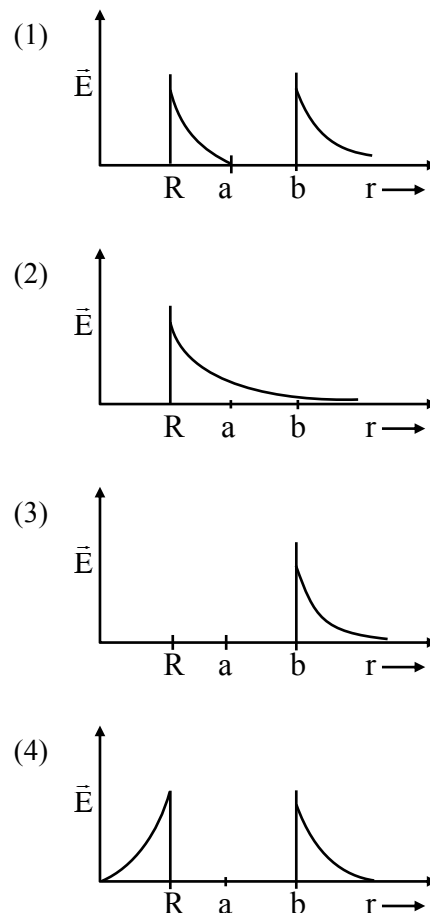 (1)
E⃗
R a b r ⟶
(2)
E⃗
R a b r ⟶
(3)
E⃗
R a b r ⟶
(4)
E⃗
R a b r ⟶